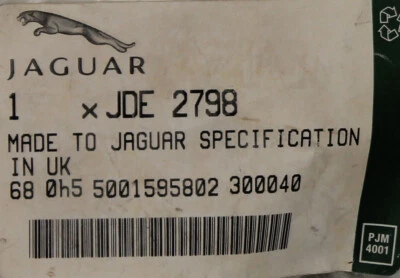 JAGUAR
1 x JDE 2798
MADE TO JAGUAR SPECIFICATION
IN UK
68 0h5 5001595802 300040
PJM
4001